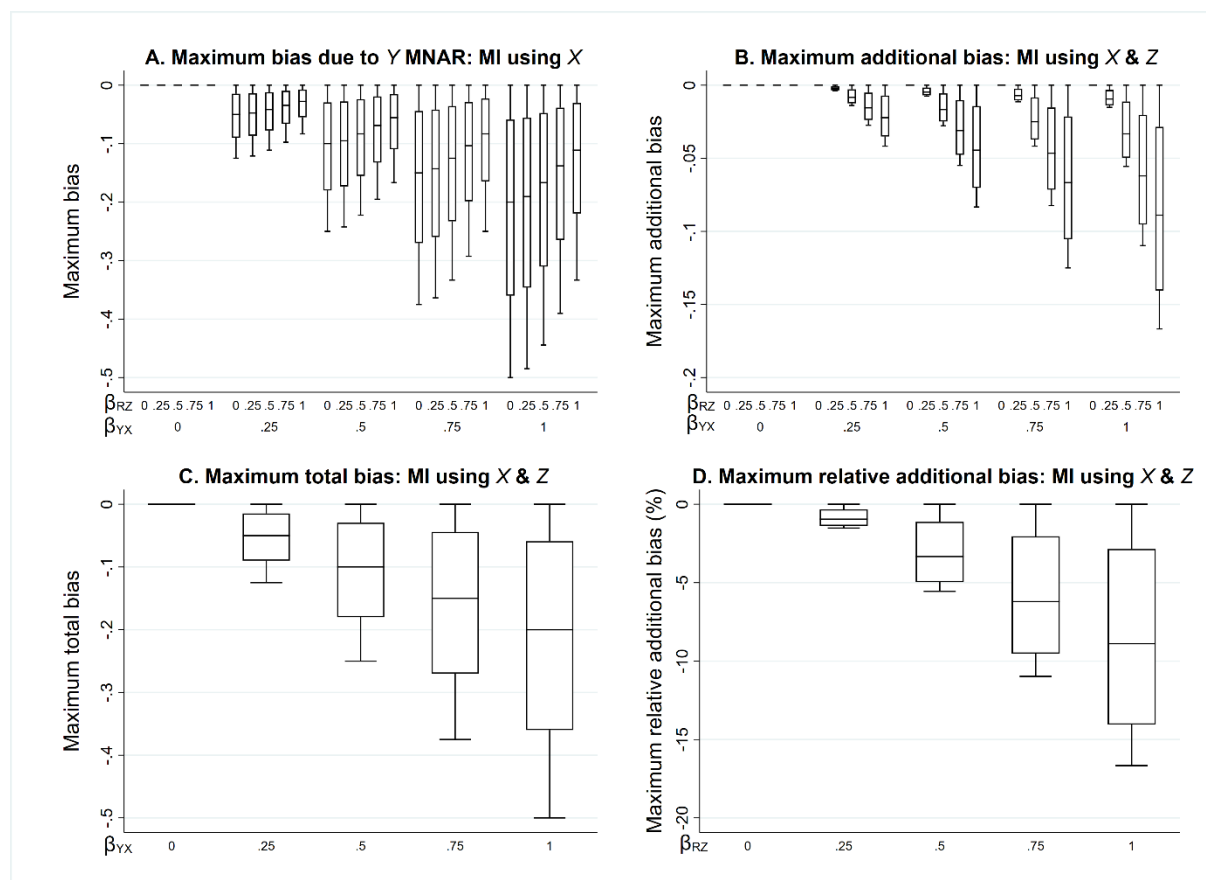 A. Maximum bias due to Y MNAR: MI using X
Maximum bias
0
-.1
-.2
-.3
-.4
-.5
βRZ 0 .25 .5 .75 1 0 .25 .5 .75 1 0 .25 .5 .75 1 0 .25 .5 .75 1 0 .25 .5 .75 1
βYX 0 .25 .5 .75 1
B. Maximum additional bias: MI using X & Z
Maximum additional bias
0
-.05
-.1
-.15
-.2
βRZ 0 .25 .5 .75 1 0 .25 .5 .75 1 0 .25 .5 .75 1 0 .25 .5 .75 1 0 .25 .5 .75 1
βYX 0 .25 .5 .75 1
C. Maximum total bias: MI using X & Z
Maximum total bias
0
-.1
-.2
-.3
-.4
-.5
βYX 0 .25 .5 .75 1
D. Maximum relative additional bias: MI using X & Z
Maximum relative additional bias (%)
0
-5
-10
-15
-20
βRZ 0 .25 .5 .75 1